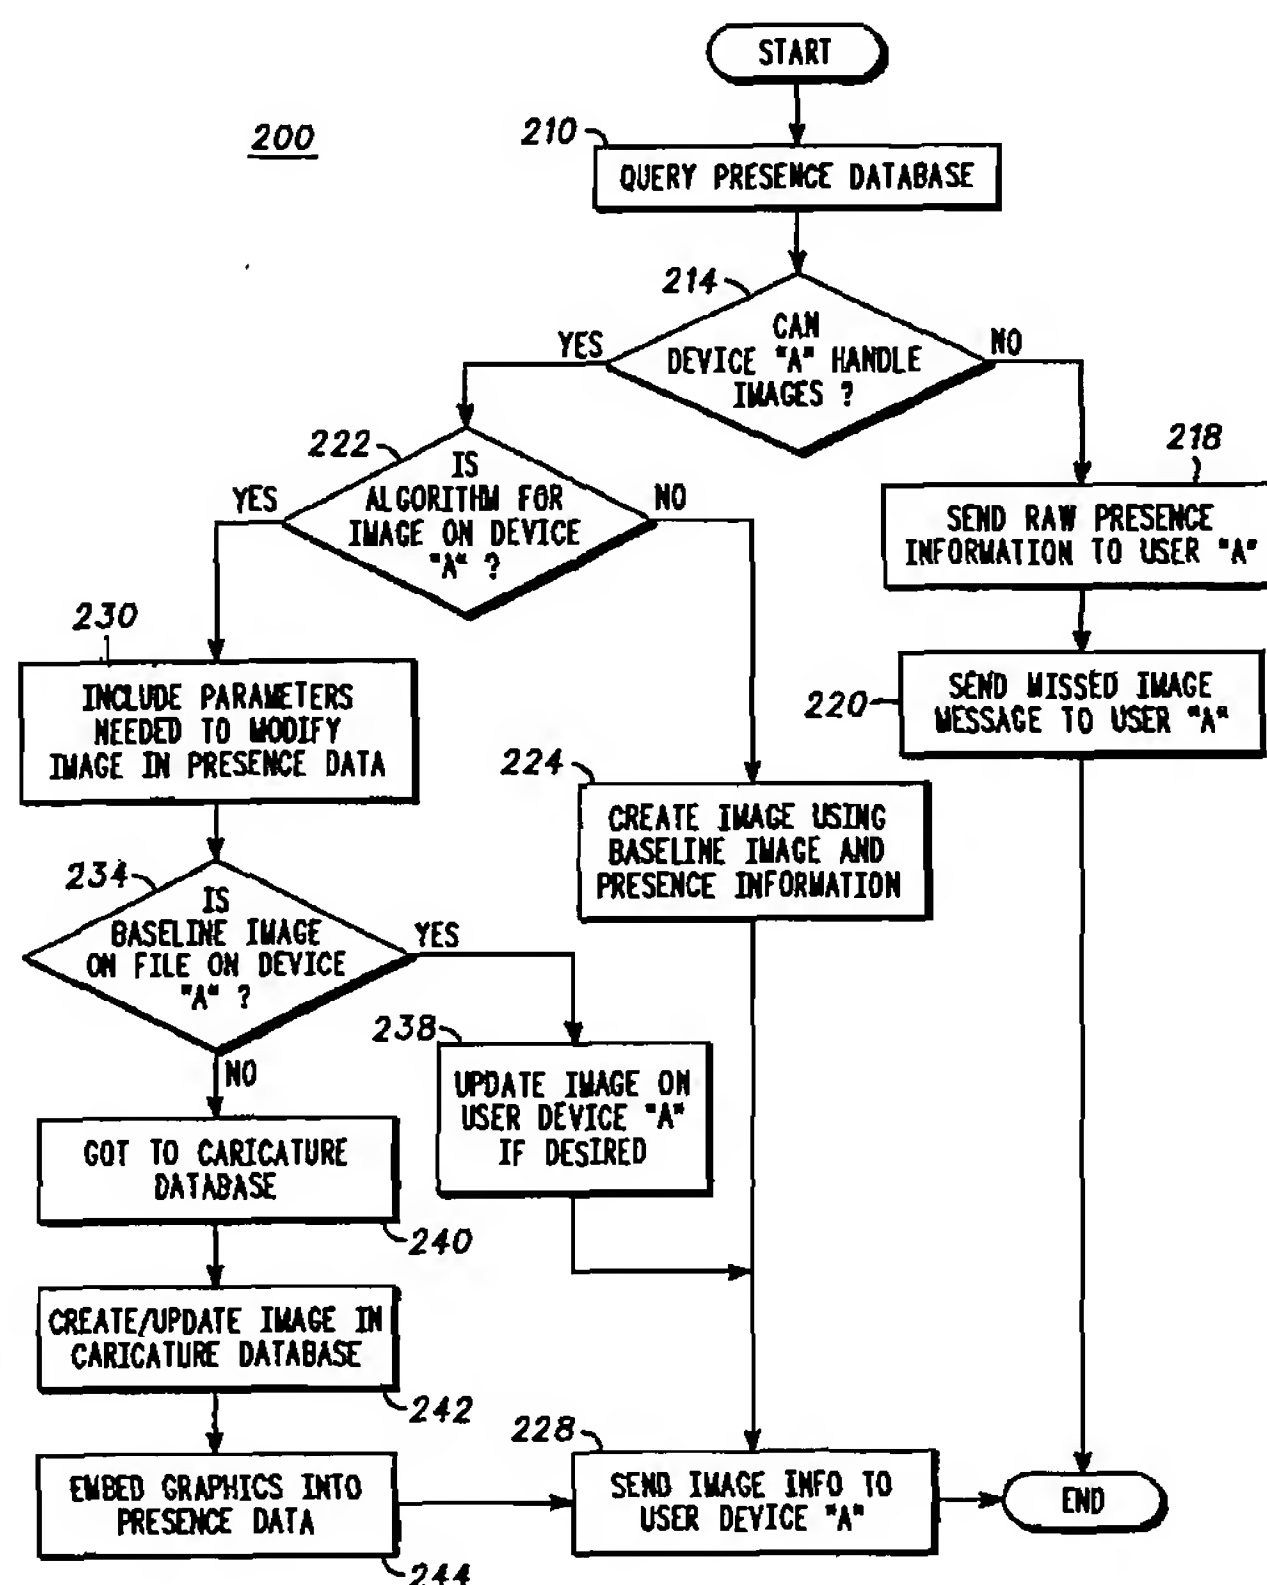 START
200
210
QUERY PRESENCE DATABASE
214
CAN
DEVICE "A" HANDLE
IMAGES ?
YES
NO
222
IS
ALGORITHM FOR
IMAGE ON DEVICE
"A" ?
YES
NO
218
SEND RAW PRESENCE
INFORMATION TO USER "A"
230
INCLUDE PARAMETERS
NEEDED TO MODIFY
IMAGE IN PRESENCE DATA
220
SEND MISSED IMAGE
MESSAGE TO USER "A"
224
CREATE IMAGE USING
BASELINE IMAGE AND
PRESENCE INFORMATION
234
IS
BASELINE IMAGE
ON FILE ON DEVICE
"A" ?
YES
NO
238
UPDATE IMAGE ON
USER DEVICE "A"
IF DESIRED
GOT TO CARICATURE
DATABASE
240
CREATE/UPDATE IMAGE IN
CARICATURE DATABASE
242
EMBED GRAPHICS INTO
PRESENCE DATA
244
228
SEND IMAGE INFO TO
USER DEVICE "A"
END